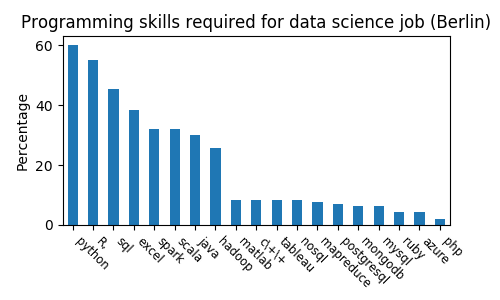 Programming skills required for data science job (Berlin)
Percentage
60
40
20
0
python
R,
sql
excel
spark
scala
java
hadoop
matlab
c\+\+
tableau
nosql
mapreduce
postgresql
mongodb
mysql
ruby
azure
php